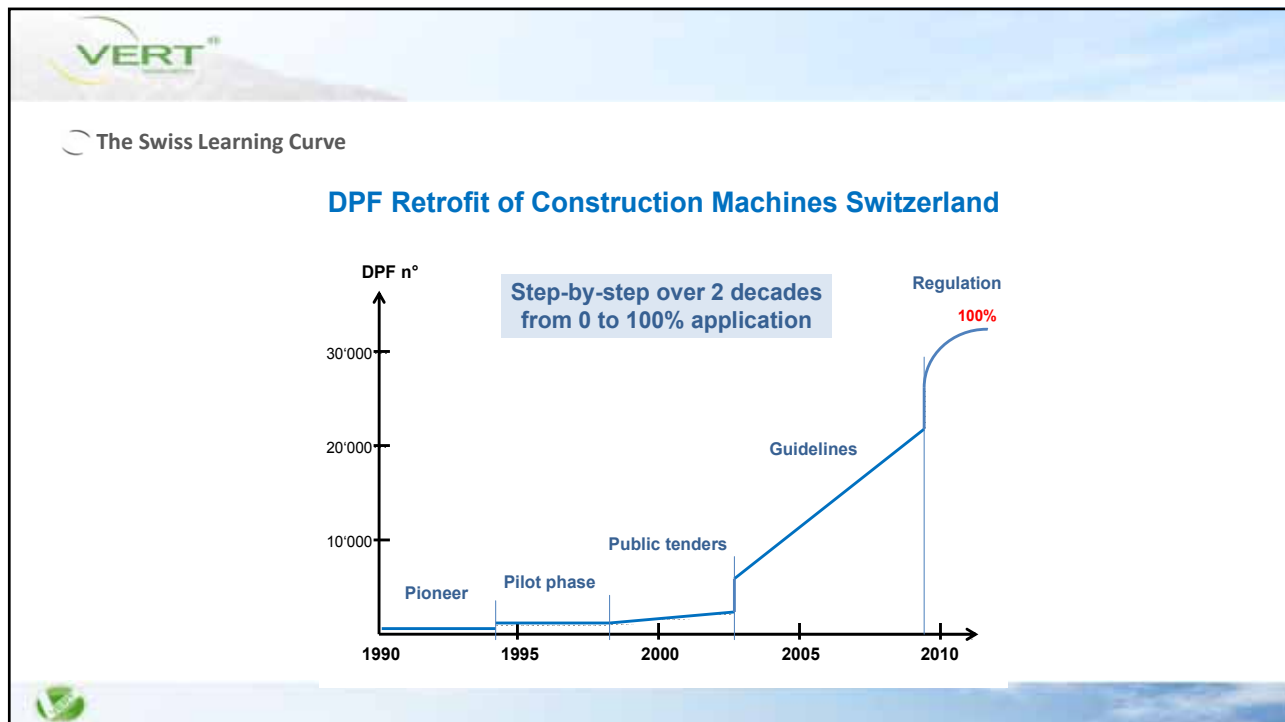 VERT®
The Swiss Learning Curve
DPF Retrofit of Construction Machines Switzerland
DPF n°
Step-by-step over 2 decades
from 0 to 100% application
Regulation
100%
30‘000
20‘000
Guidelines
10‘000
Public tenders
Pilot phase
Pioneer
1990
1995
2000
2005
2010